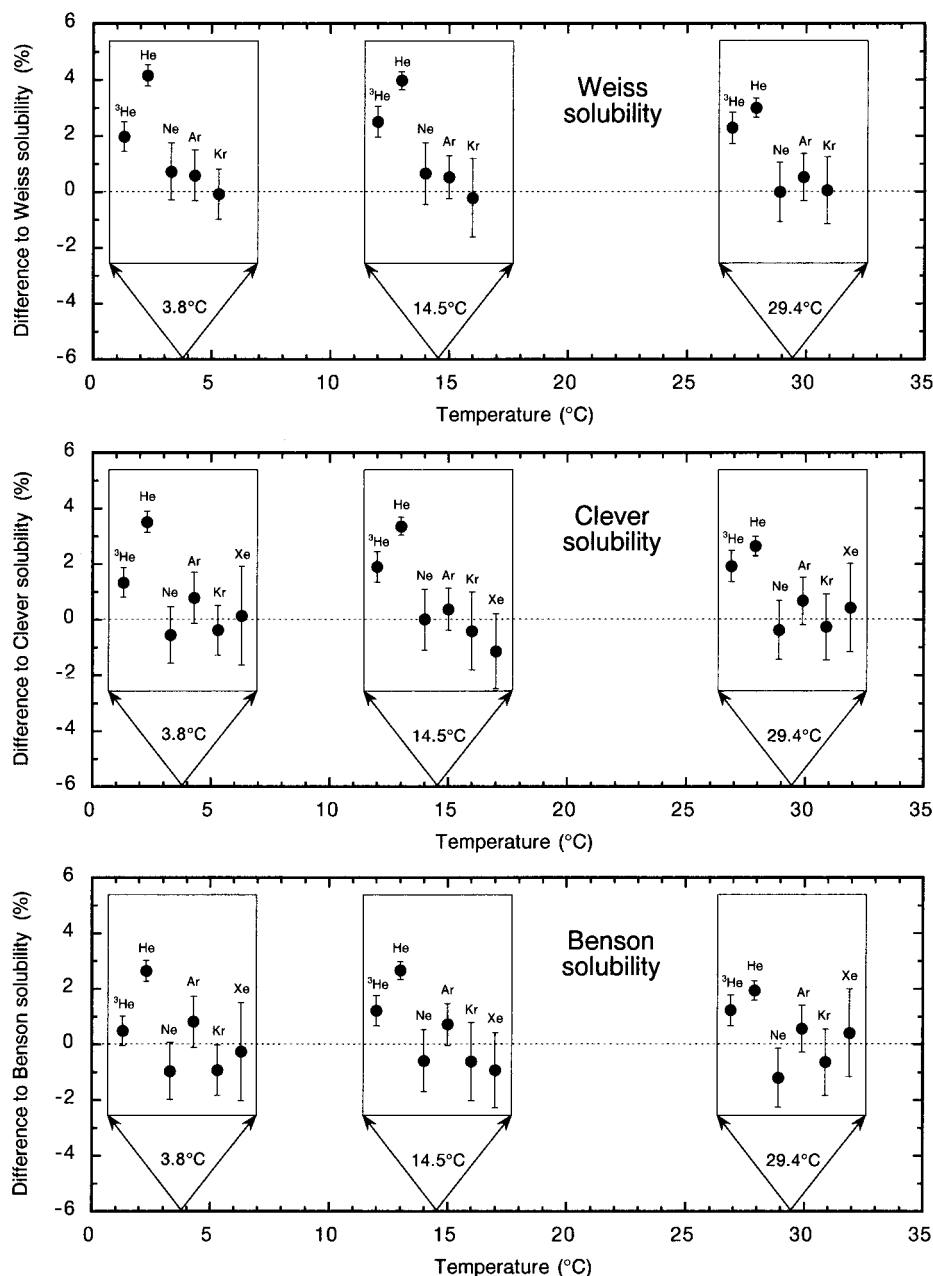 Difference to Weiss solubility (%)
6
4
2
0
-2
-4
-6
³He
He
Ne
Ar
Kr
3.8°C
³He
He
Ne
Ar
Kr
14.5°C
Weiss
solubility
³He
He
Ne
Ar
Kr
29.4°C
0
5
10
15
20
25
30
35
Temperature (°C)
Difference to Clever solubility (%)
6
4
2
0
-2
-4
-6
³He
He
Ne
Ar
Kr
Xe
3.8°C
³He
He
Ne
Ar
Kr
Xe
14.5°C
Clever
solubility
³He
He
Ne
Ar
Kr
Xe
29.4°C
0
5
10
15
20
25
30
35
Temperature (°C)
Difference to Benson solubility (%)
6
4
2
0
-2
-4
-6
³He
He
Ne
Ar
Kr
Xe
3.8°C
³He
He
Ne
Ar
Kr
Xe
14.5°C
Benson
solubility
³He
He
Ne
Ar
Kr
Xe
29.4°C
0
5
10
15
20
25
30
35
Temperature (°C)